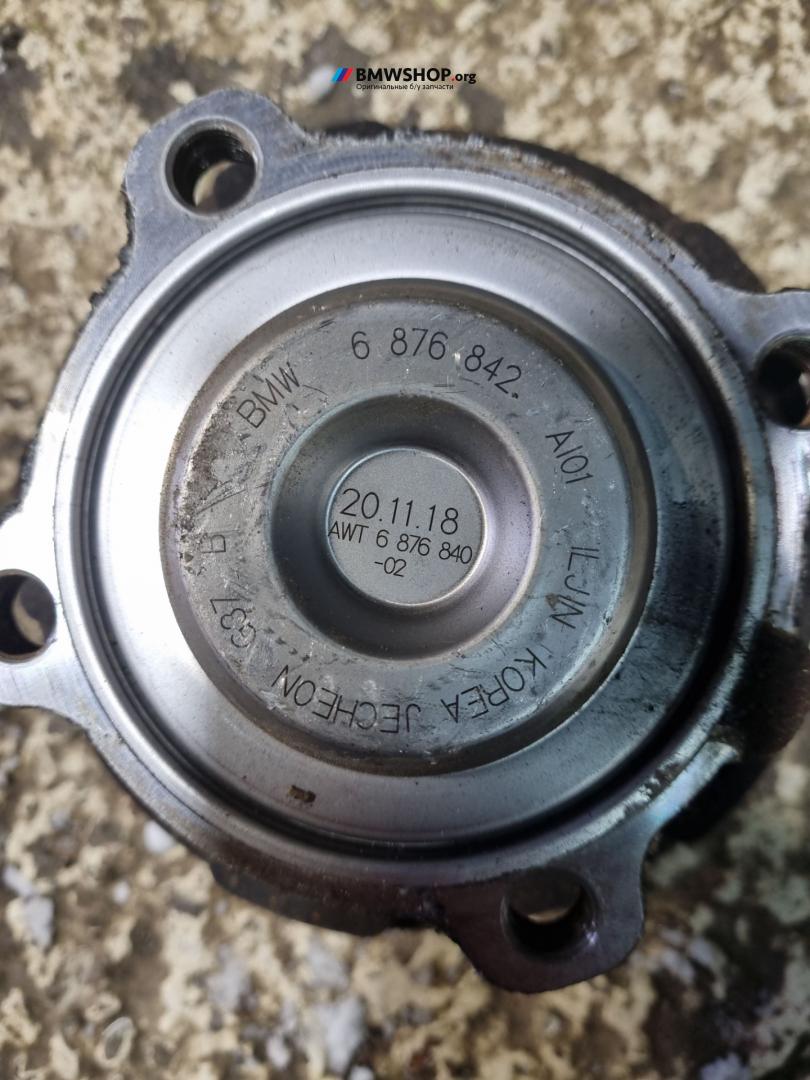 BMWSHOP.org
Оригинальные б/у запчасти
BMW 6 876 842. AI01 ILJIN KOREA JECHEON G37
20.11.18
AWT 6 876 840
-02